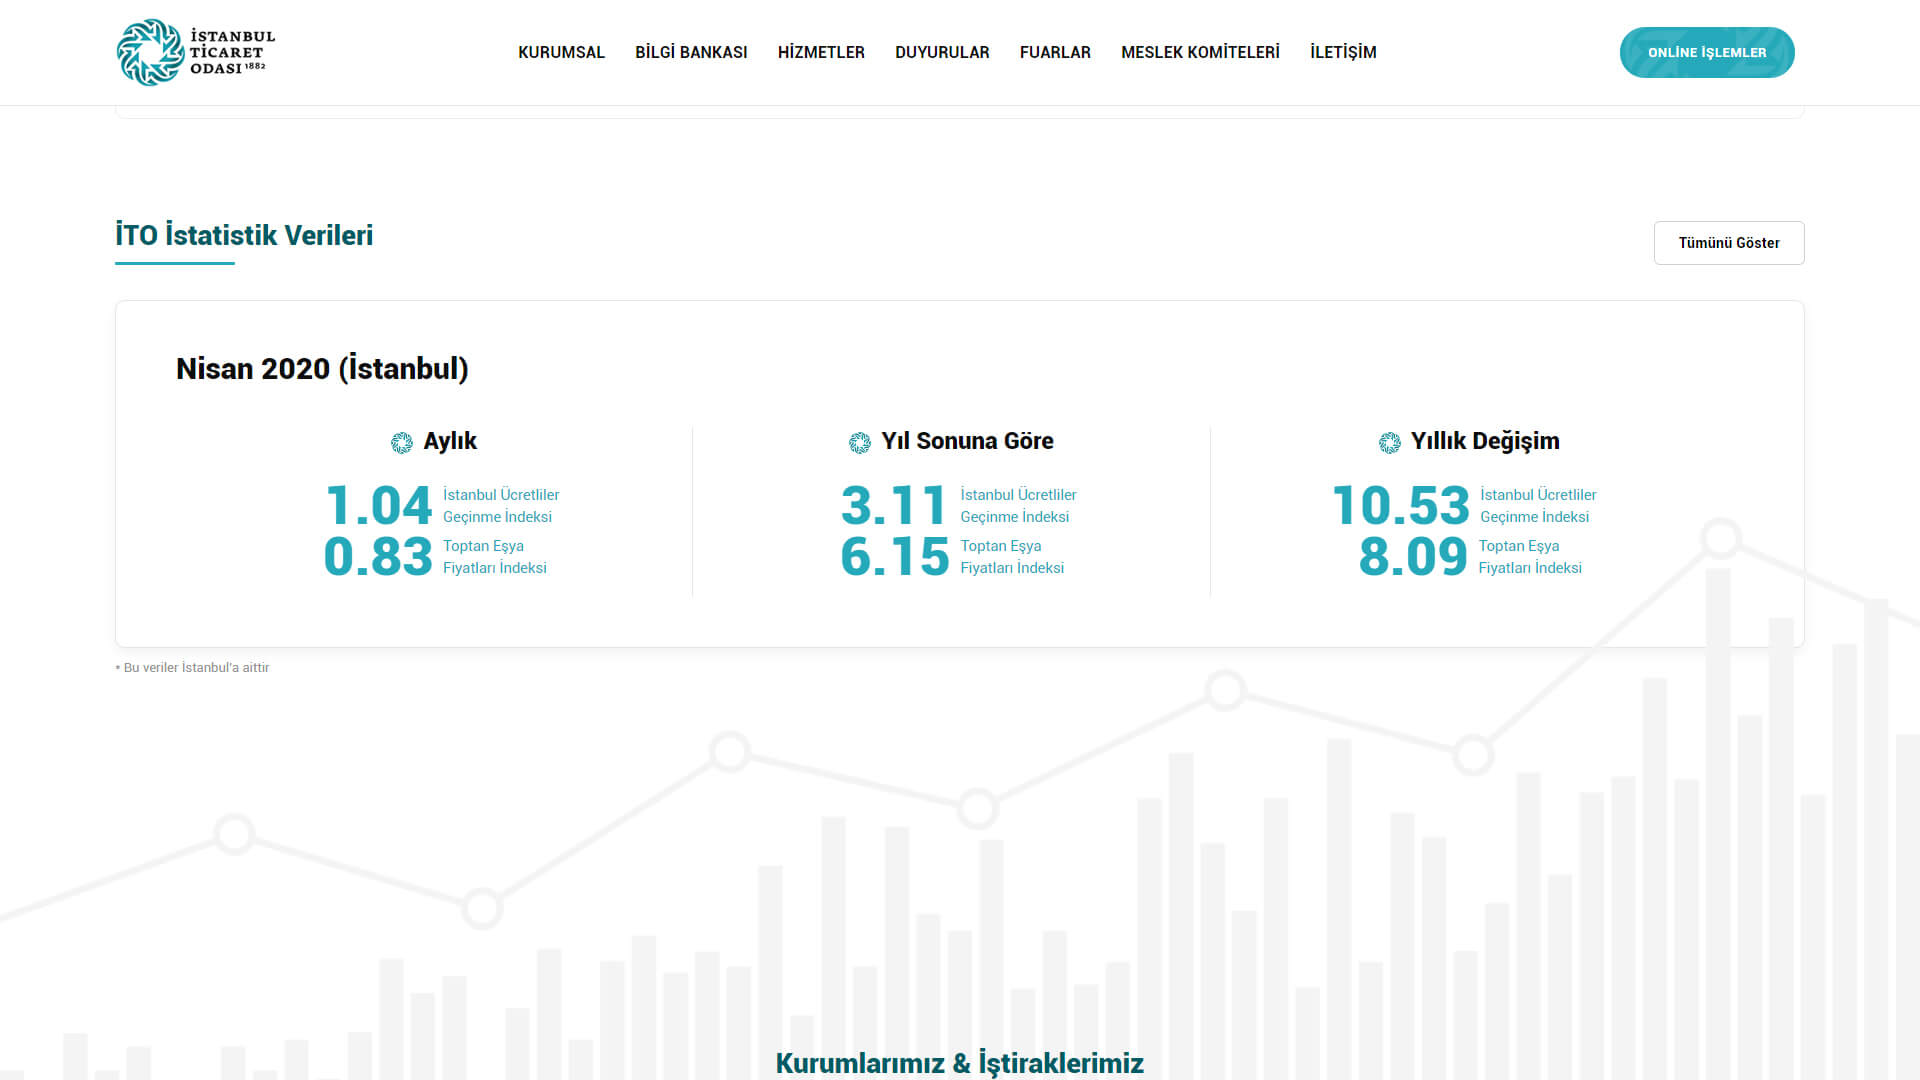 İSTANBUL
TİCARET
ODASI 1882
KURUMSAL
BİLGİ BANKASI
HİZMETLER
DUYURULAR
FUARLAR
MESLEK KOMİTELERİ
İLETİŞİM
ONLİNE İŞLEMLER
İTO İstatistik Verileri
Tümünü Göster
Nisan 2020 (İstanbul)
Aylık
1.04 İstanbul Ücretliler
Geçinme İndeksi
0.83 Toptan Eşya
Fiyatları İndeksi
Yıl Sonuna Göre
3.11 İstanbul Ücretliler
Geçinme İndeksi
6.15 Toptan Eşya
Fiyatları İndeksi
Yıllık Değişim
10.53 İstanbul Ücretliler
Geçinme İndeksi
8.09 Toptan Eşya
Fiyatları İndeksi
* Bu veriler İstanbul'a aittir
Kurumlarımız & İştiraklerimiz